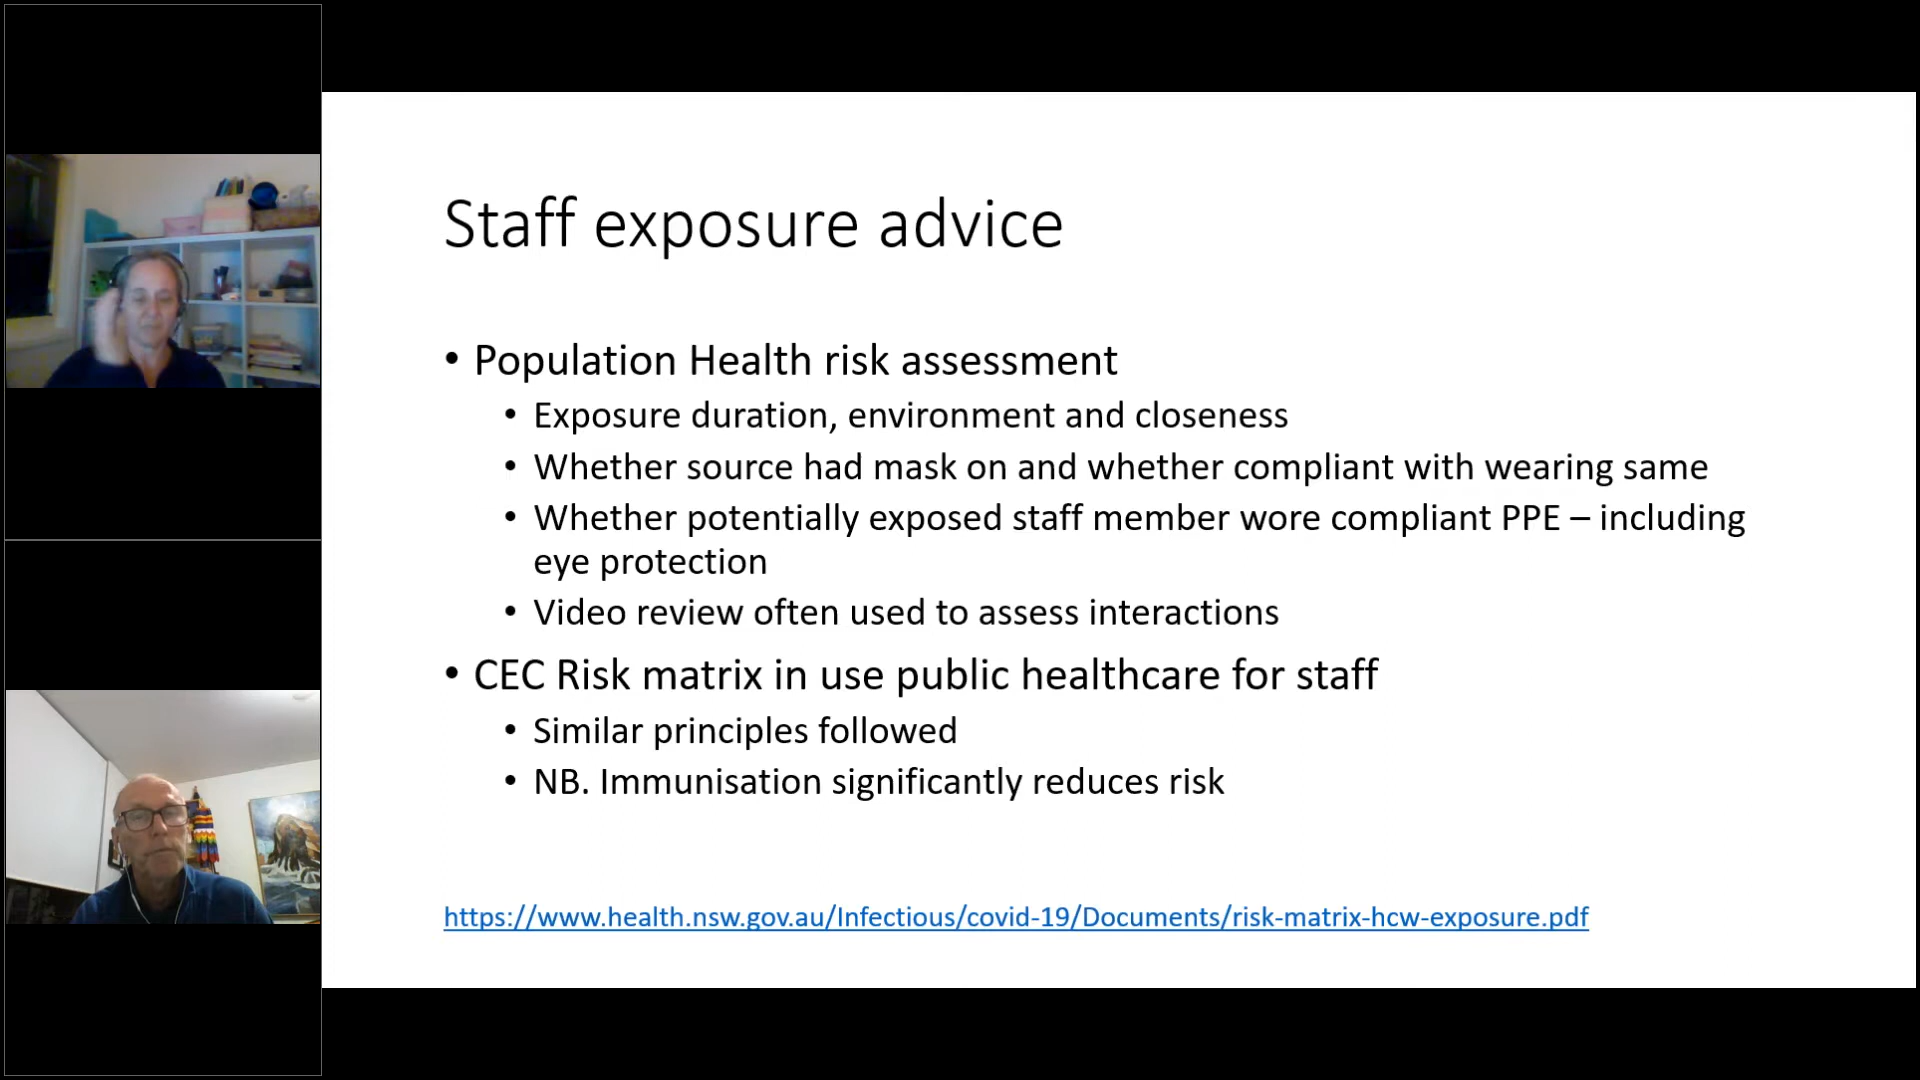 Staff exposure advice
• Population Health risk assessment
• Exposure duration, environment and closeness
• Whether source had mask on and whether compliant with wearing same
• Whether potentially exposed staff member wore compliant PPE – including
eye protection
• Video review often used to assess interactions
• CEC Risk matrix in use public healthcare for staff
• Similar principles followed
• NB. Immunisation significantly reduces risk
https://www.health.nsw.gov.au/Infectious/covid-19/Documents/risk-matrix-hcw-exposure.pdf